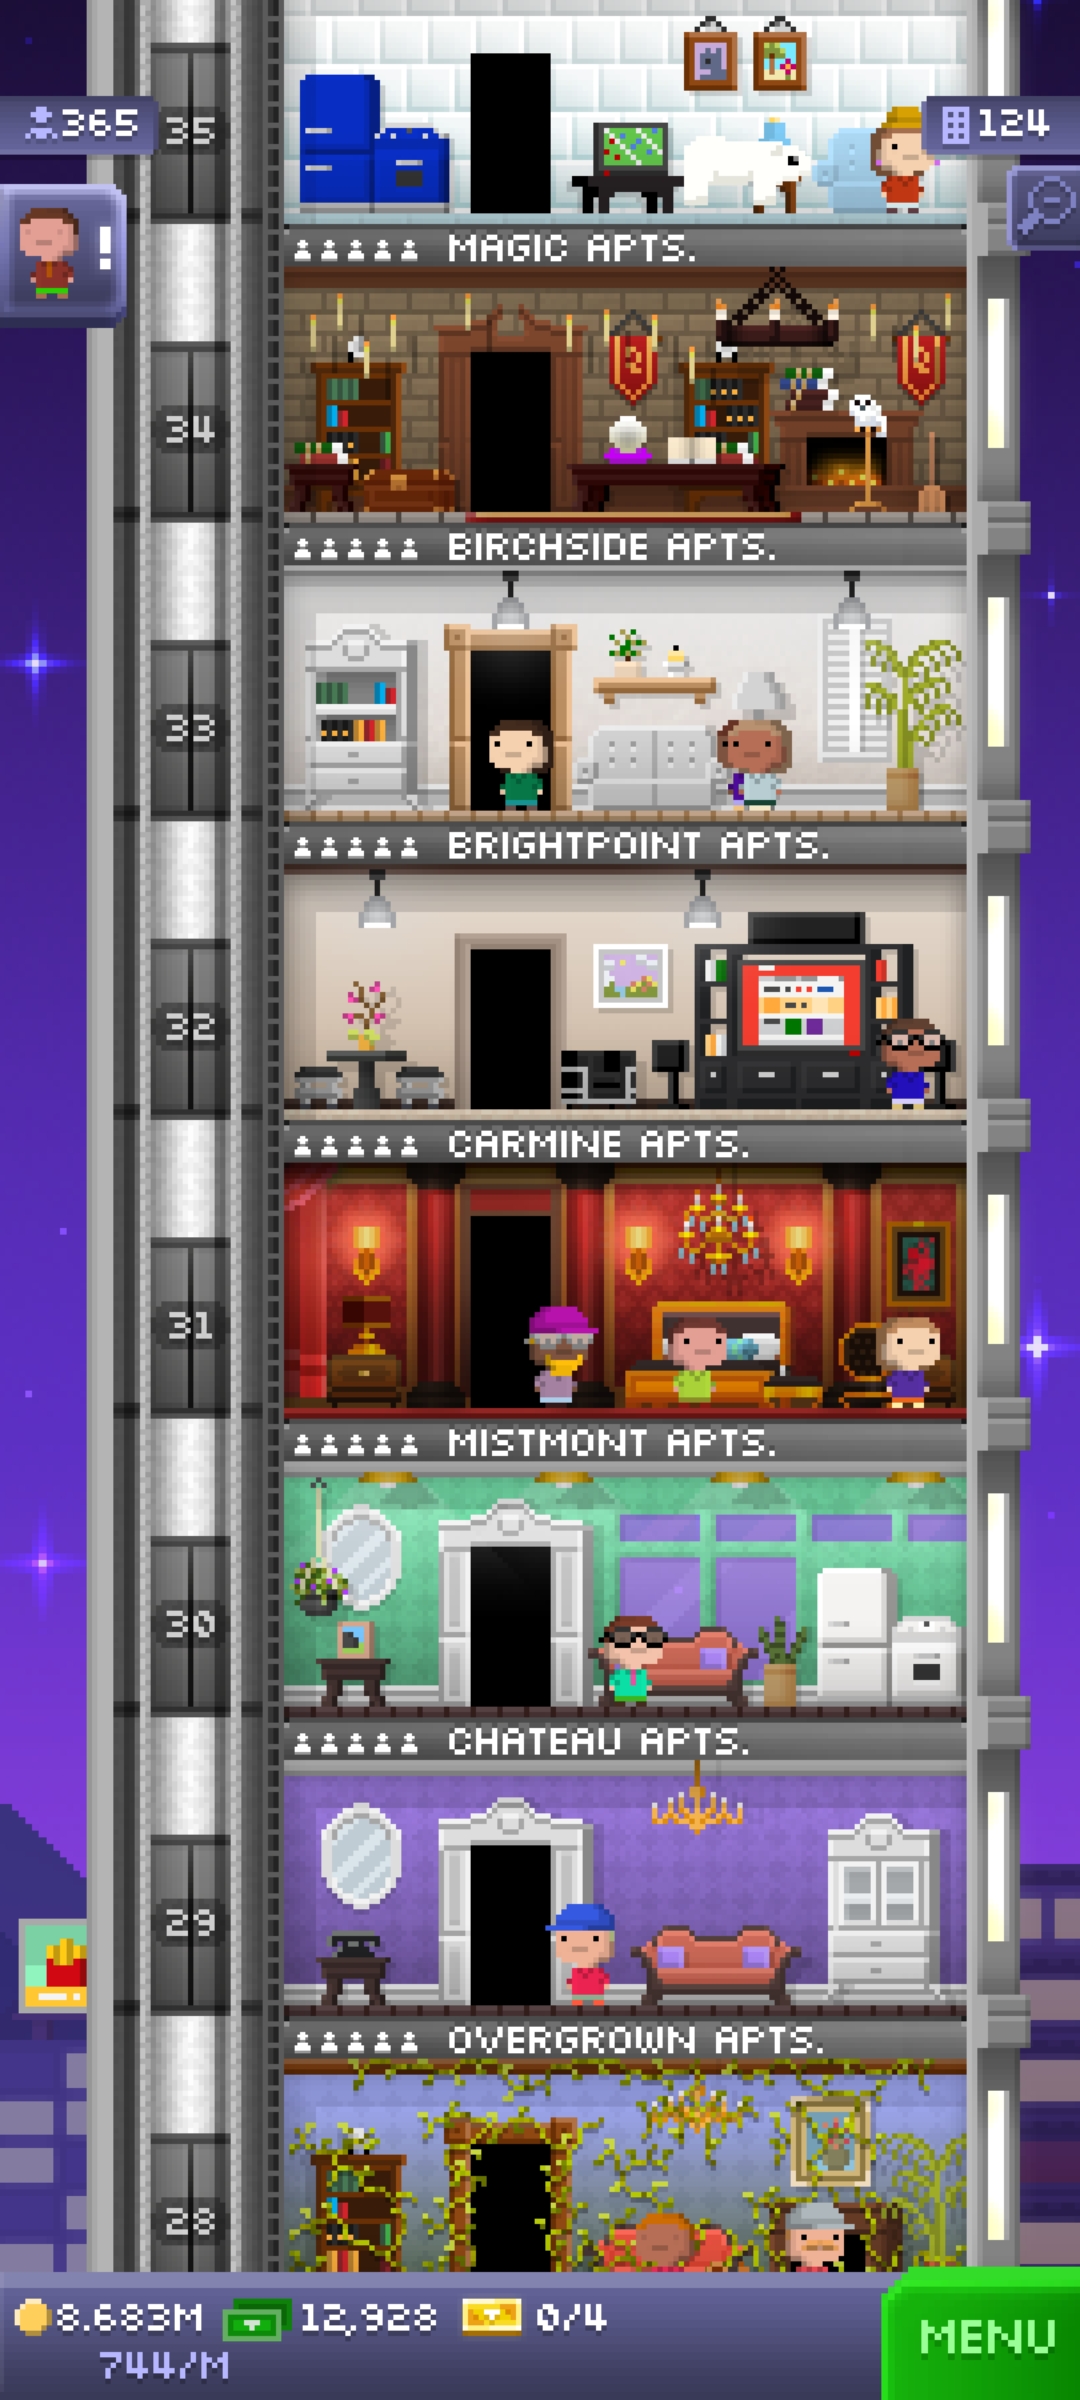 365
35
124
!
MAGIC APTS.
34
BIRCHSIDE APTS.
33
BRIGHTPOINT APTS.
32
CARMINE APTS.
31
MISTMONT APTS.
30
CHATEAU APTS.
29
OVERGROWN APTS.
28
8.683M 12,928 0/4
744/M
MENU